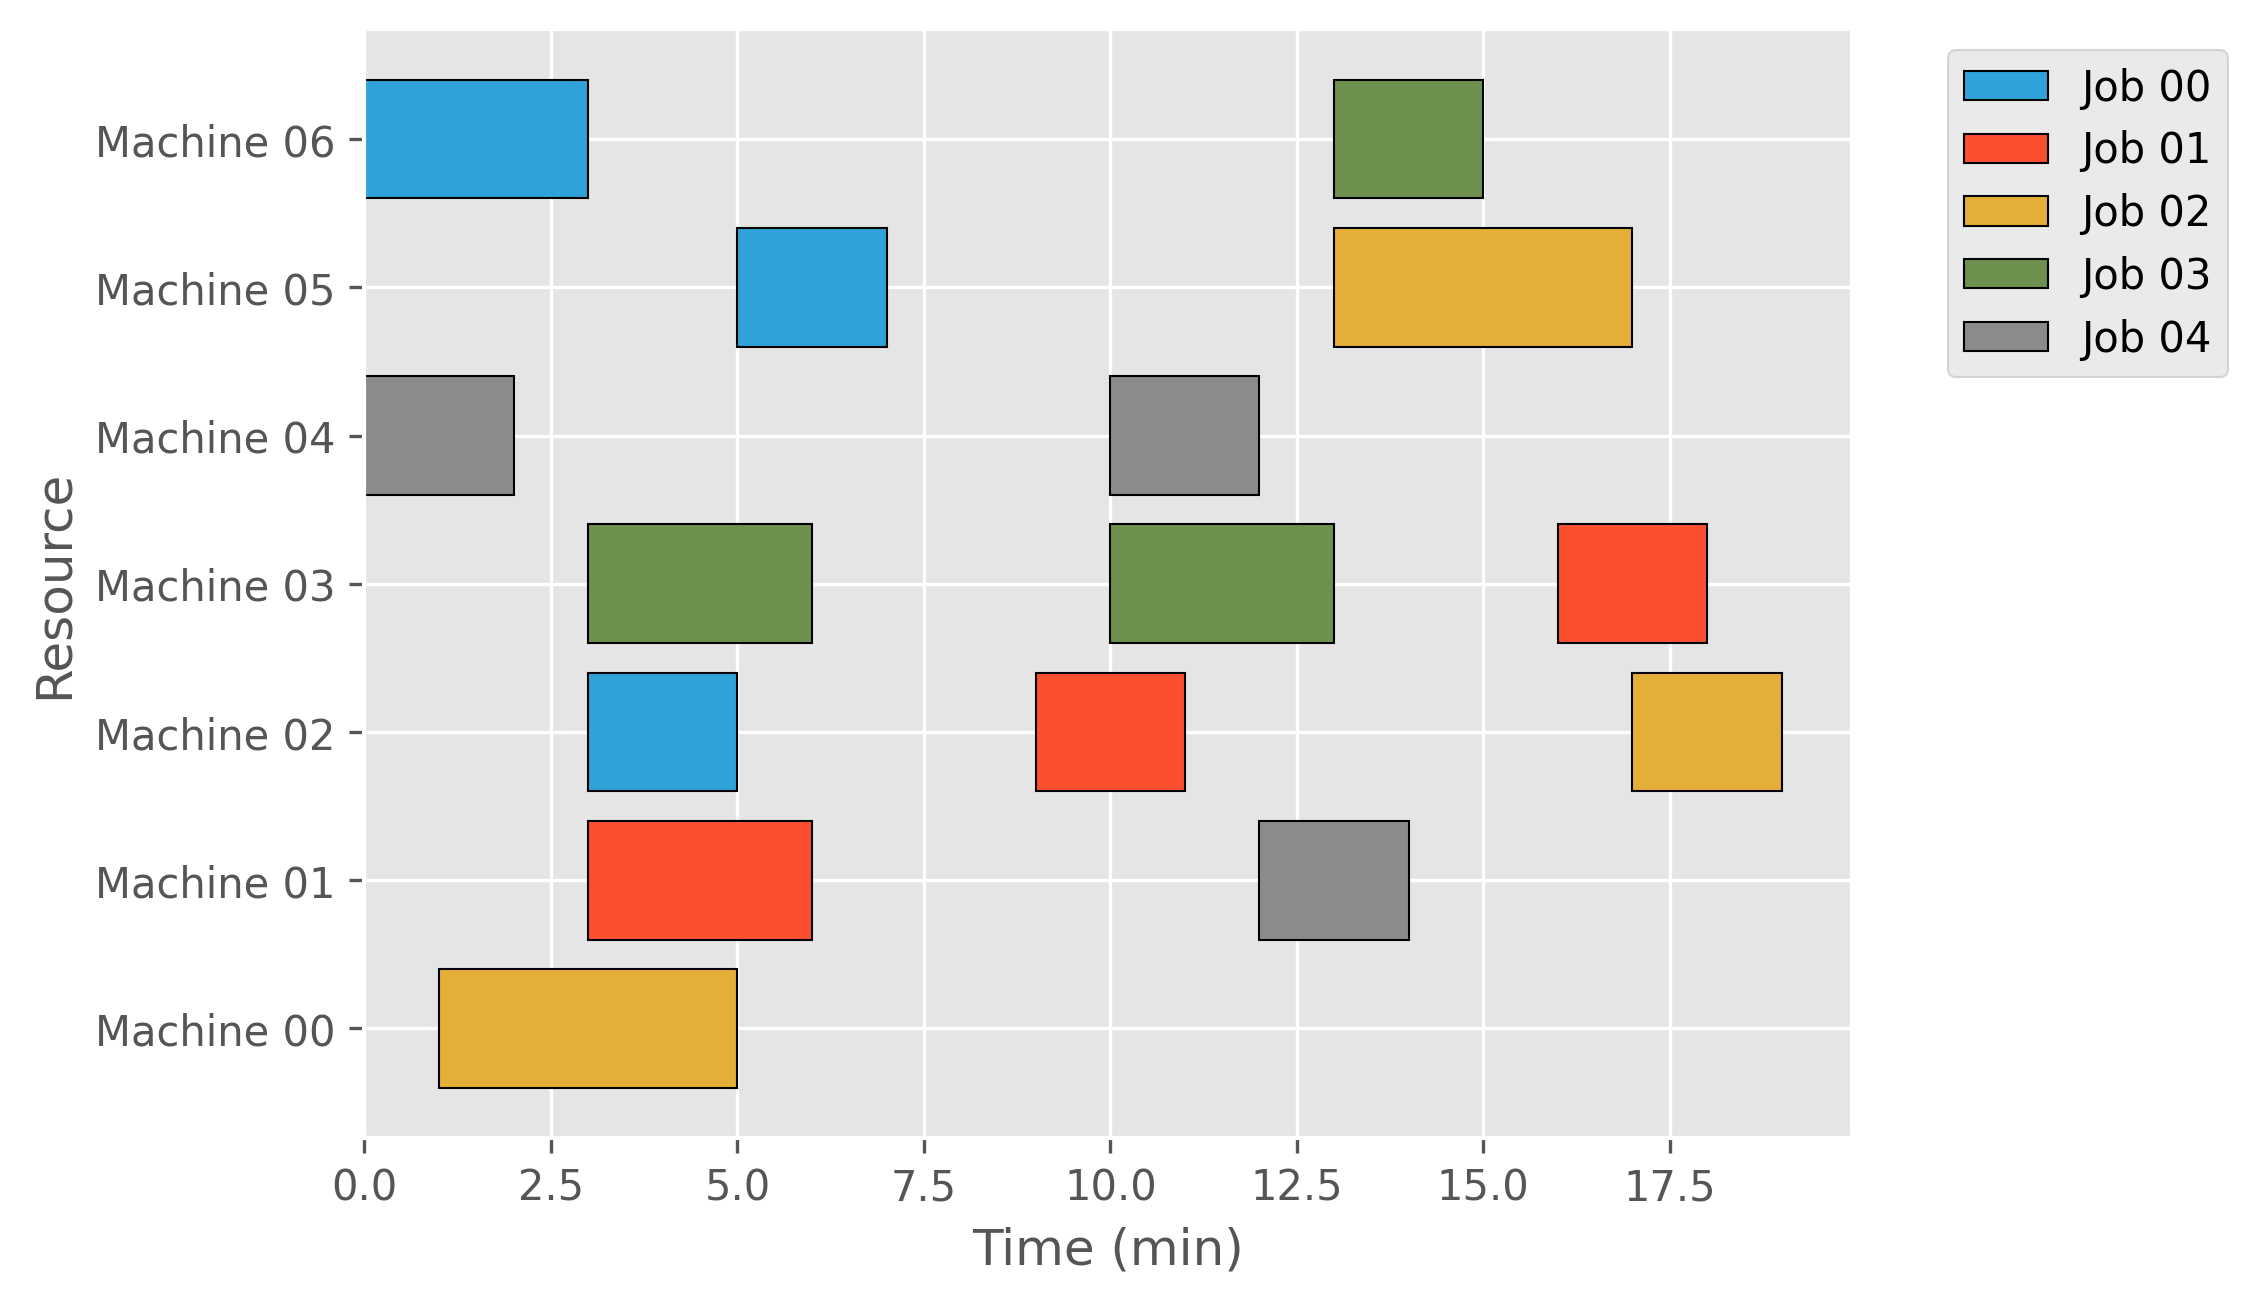 Machine 06
Machine 05
Machine 04
Machine 03
Machine 02
Machine 01
Machine 00
Resource
0.0 2.5 5.0 7.5 10.0 12.5 15.0 17.5
Time (min)
Job 00
Job 01
Job 02
Job 03
Job 04